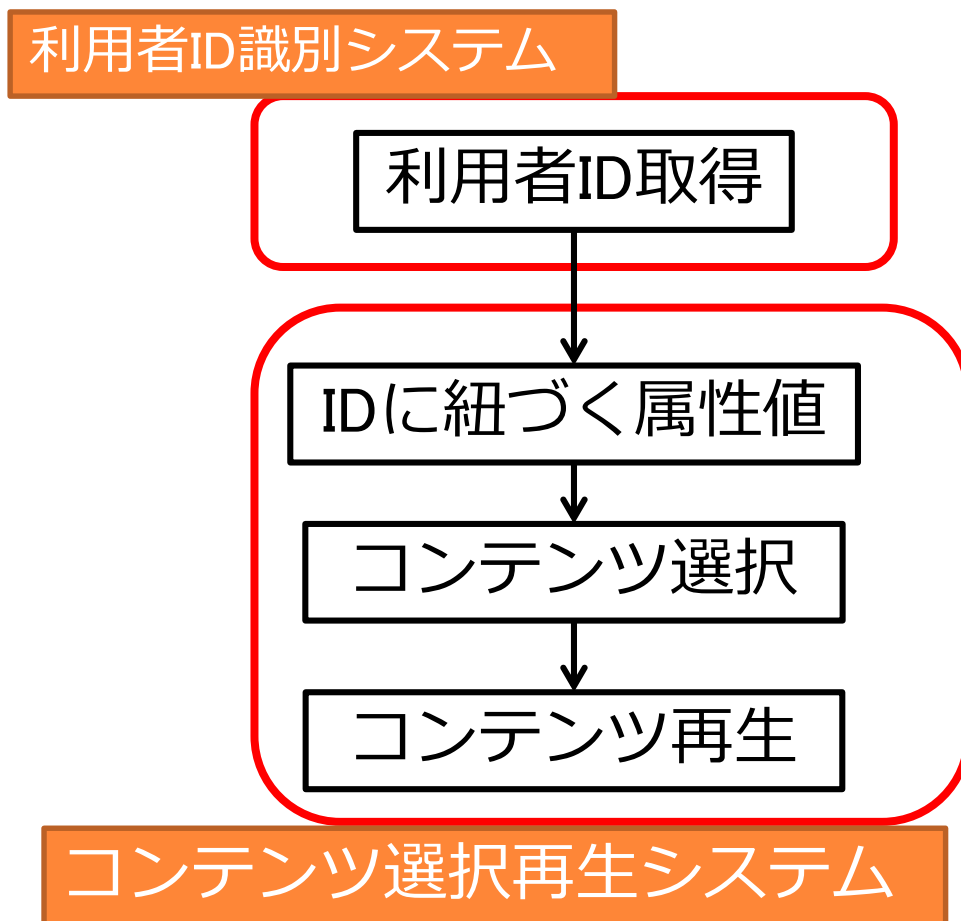 利用者ID識別システム
利用者ID取得
IDに紐づく属性値
コンテンツ選択
コンテンツ再生
コンテンツ選択再生システム